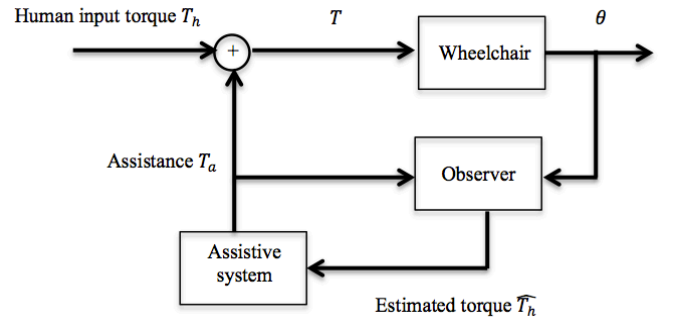 Human input torque Tₕ
T
θ
+
Wheelchair
Assistance Tₐ
Observer
Assistive
system
Estimated torque T̂ₕ